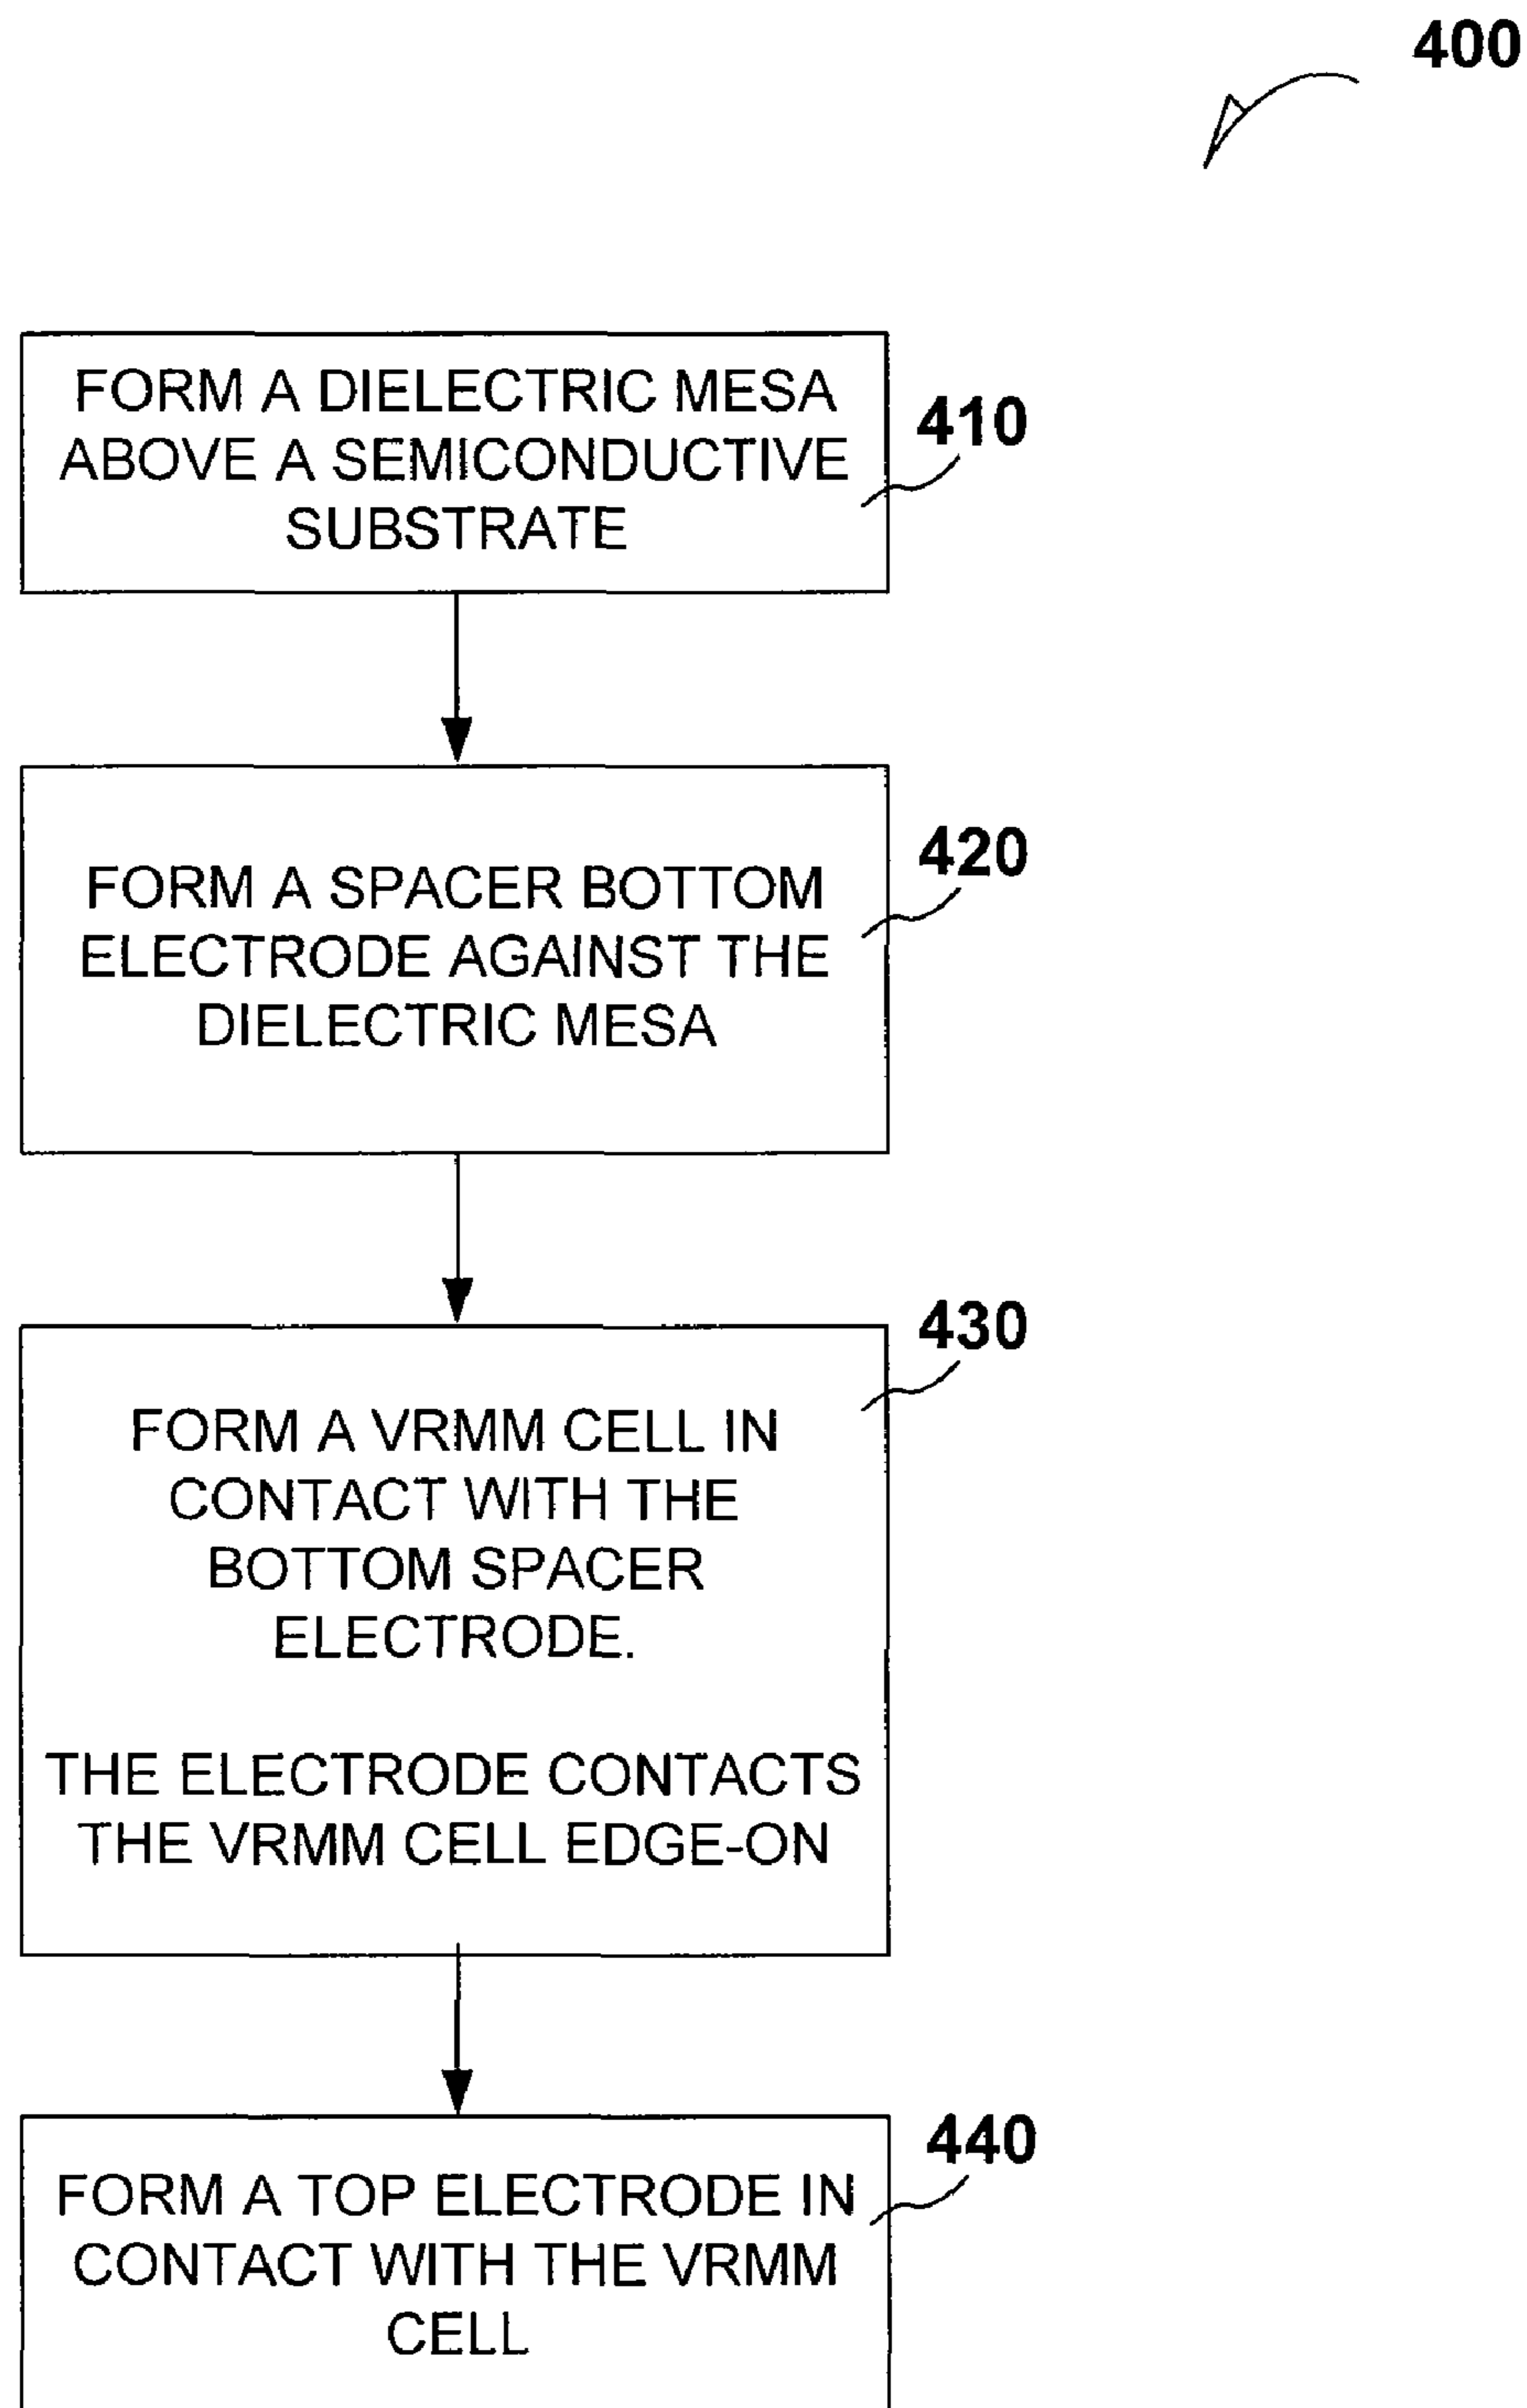 400
FORM A DIELECTRIC MESA
ABOVE A SEMICONDUCTIVE
SUBSTRATE
410
FORM A SPACER BOTTOM
ELECTRODE AGAINST THE
DIELECTRIC MESA
420
FORM A VRMM CELL IN
CONTACT WITH THE
BOTTOM SPACER
ELECTRODE.
THE ELECTRODE CONTACTS
THE VRMM CELL EDGE-ON
430
FORM A TOP ELECTRODE IN
CONTACT WITH THE VRMM
CELL
440